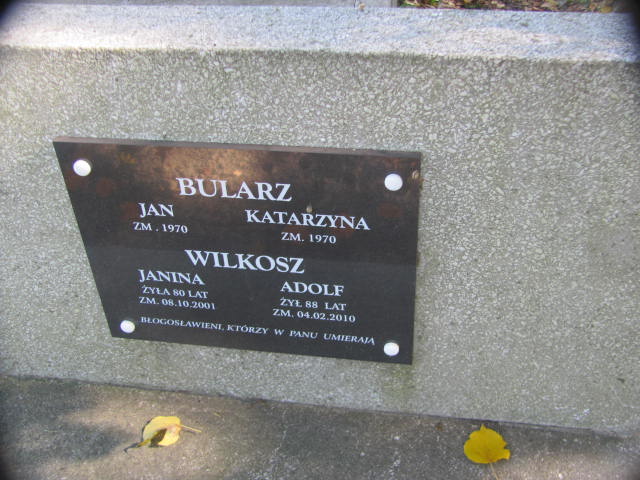 BULARZ
JAN KATARZYNA
ZM . 1970 ZM. 1970
WILKOSZ
JANINA ADOLF
ŻYŁA 80 LAT ŻYŁ 88 LAT
ZM. 08.10.2001 ZM. 04.02.2010
BŁOGOSŁAWIENI, KTÓRZY W PANU UMIERAJĄ